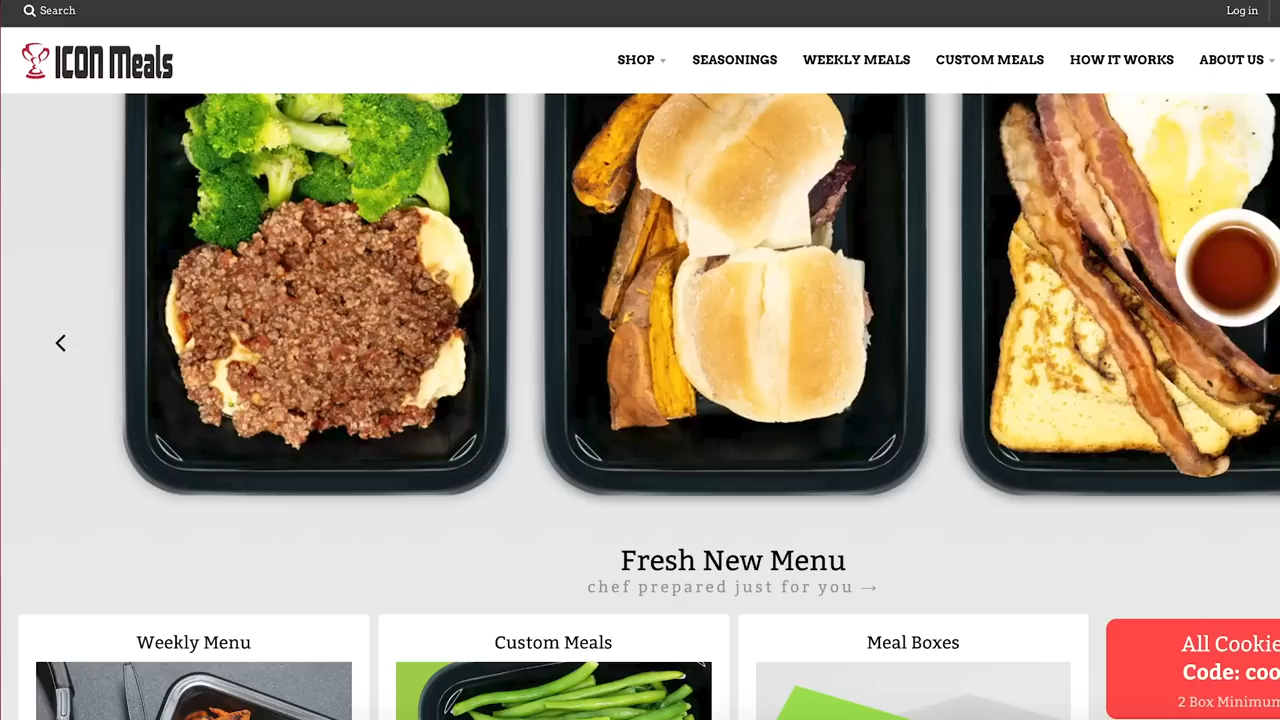 Search
Log in
ICON Meals
SHOP
SEASONINGS
WEEKLY MEALS
CUSTOM MEALS
HOW IT WORKS
ABOUT US
Fresh New Menu
chef prepared just for you →
Weekly Menu
Custom Meals
Meal Boxes
All Cookie
Code: coo
2 Box Minimum